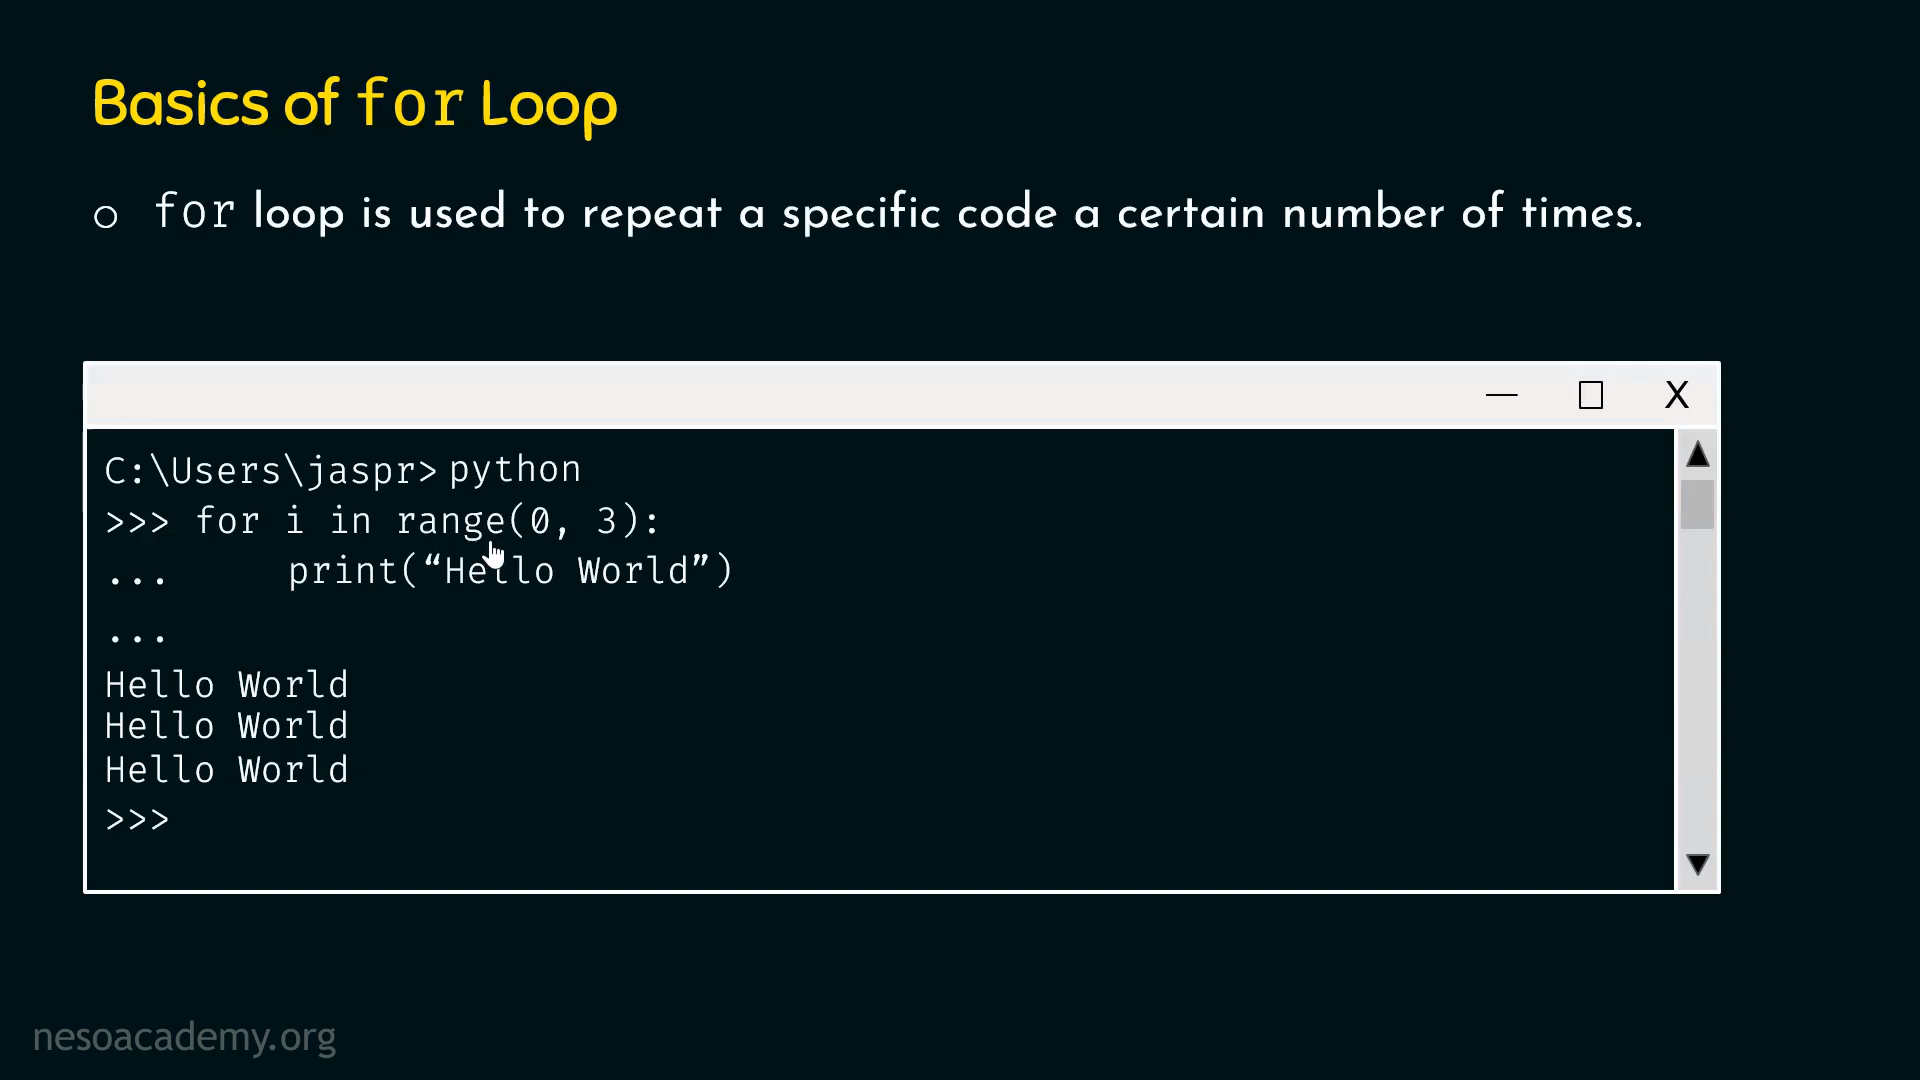 Basics of for Loop
○ for loop is used to repeat a specific code a certain number of times.
— □ X
C:\Users\jaspr> python
>>> for i in range(0, 3):
...     print(“Hello World”)
...
Hello World
Hello World
Hello World
>>>
nesoacademy.org